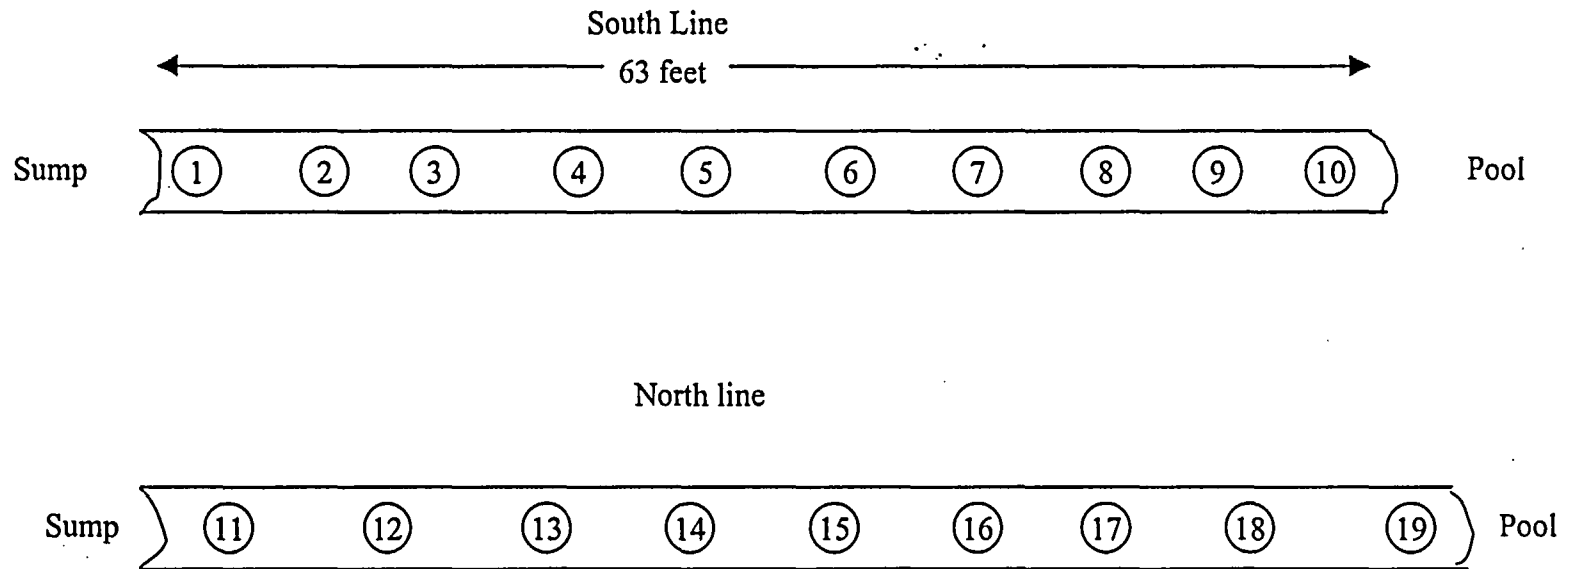 South Line
63 feet
Sump 1 2 3 4 5 6 7 8 9 10 Pool
North line
Sump 11 12 13 14 15 16 17 18 19 Pool